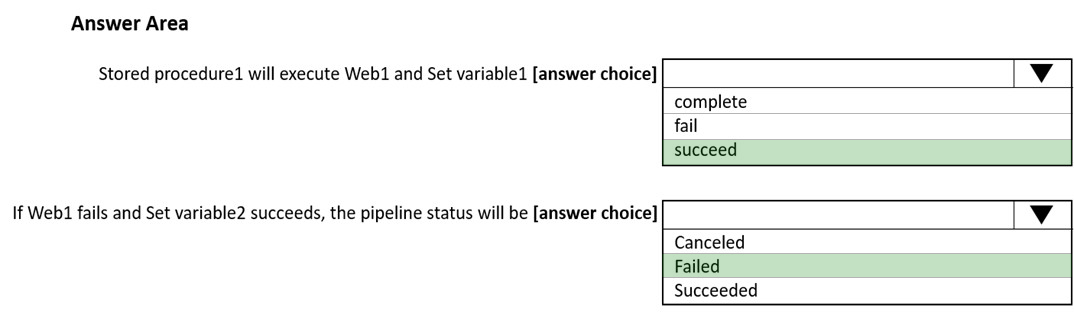 Answer Area
Stored procedure1 will execute Web1 and Set variable1 [answer choice]
complete
fail
succeed
If Web1 fails and Set variable2 succeeds, the pipeline status will be [answer choice]
Canceled
Failed
Succeeded